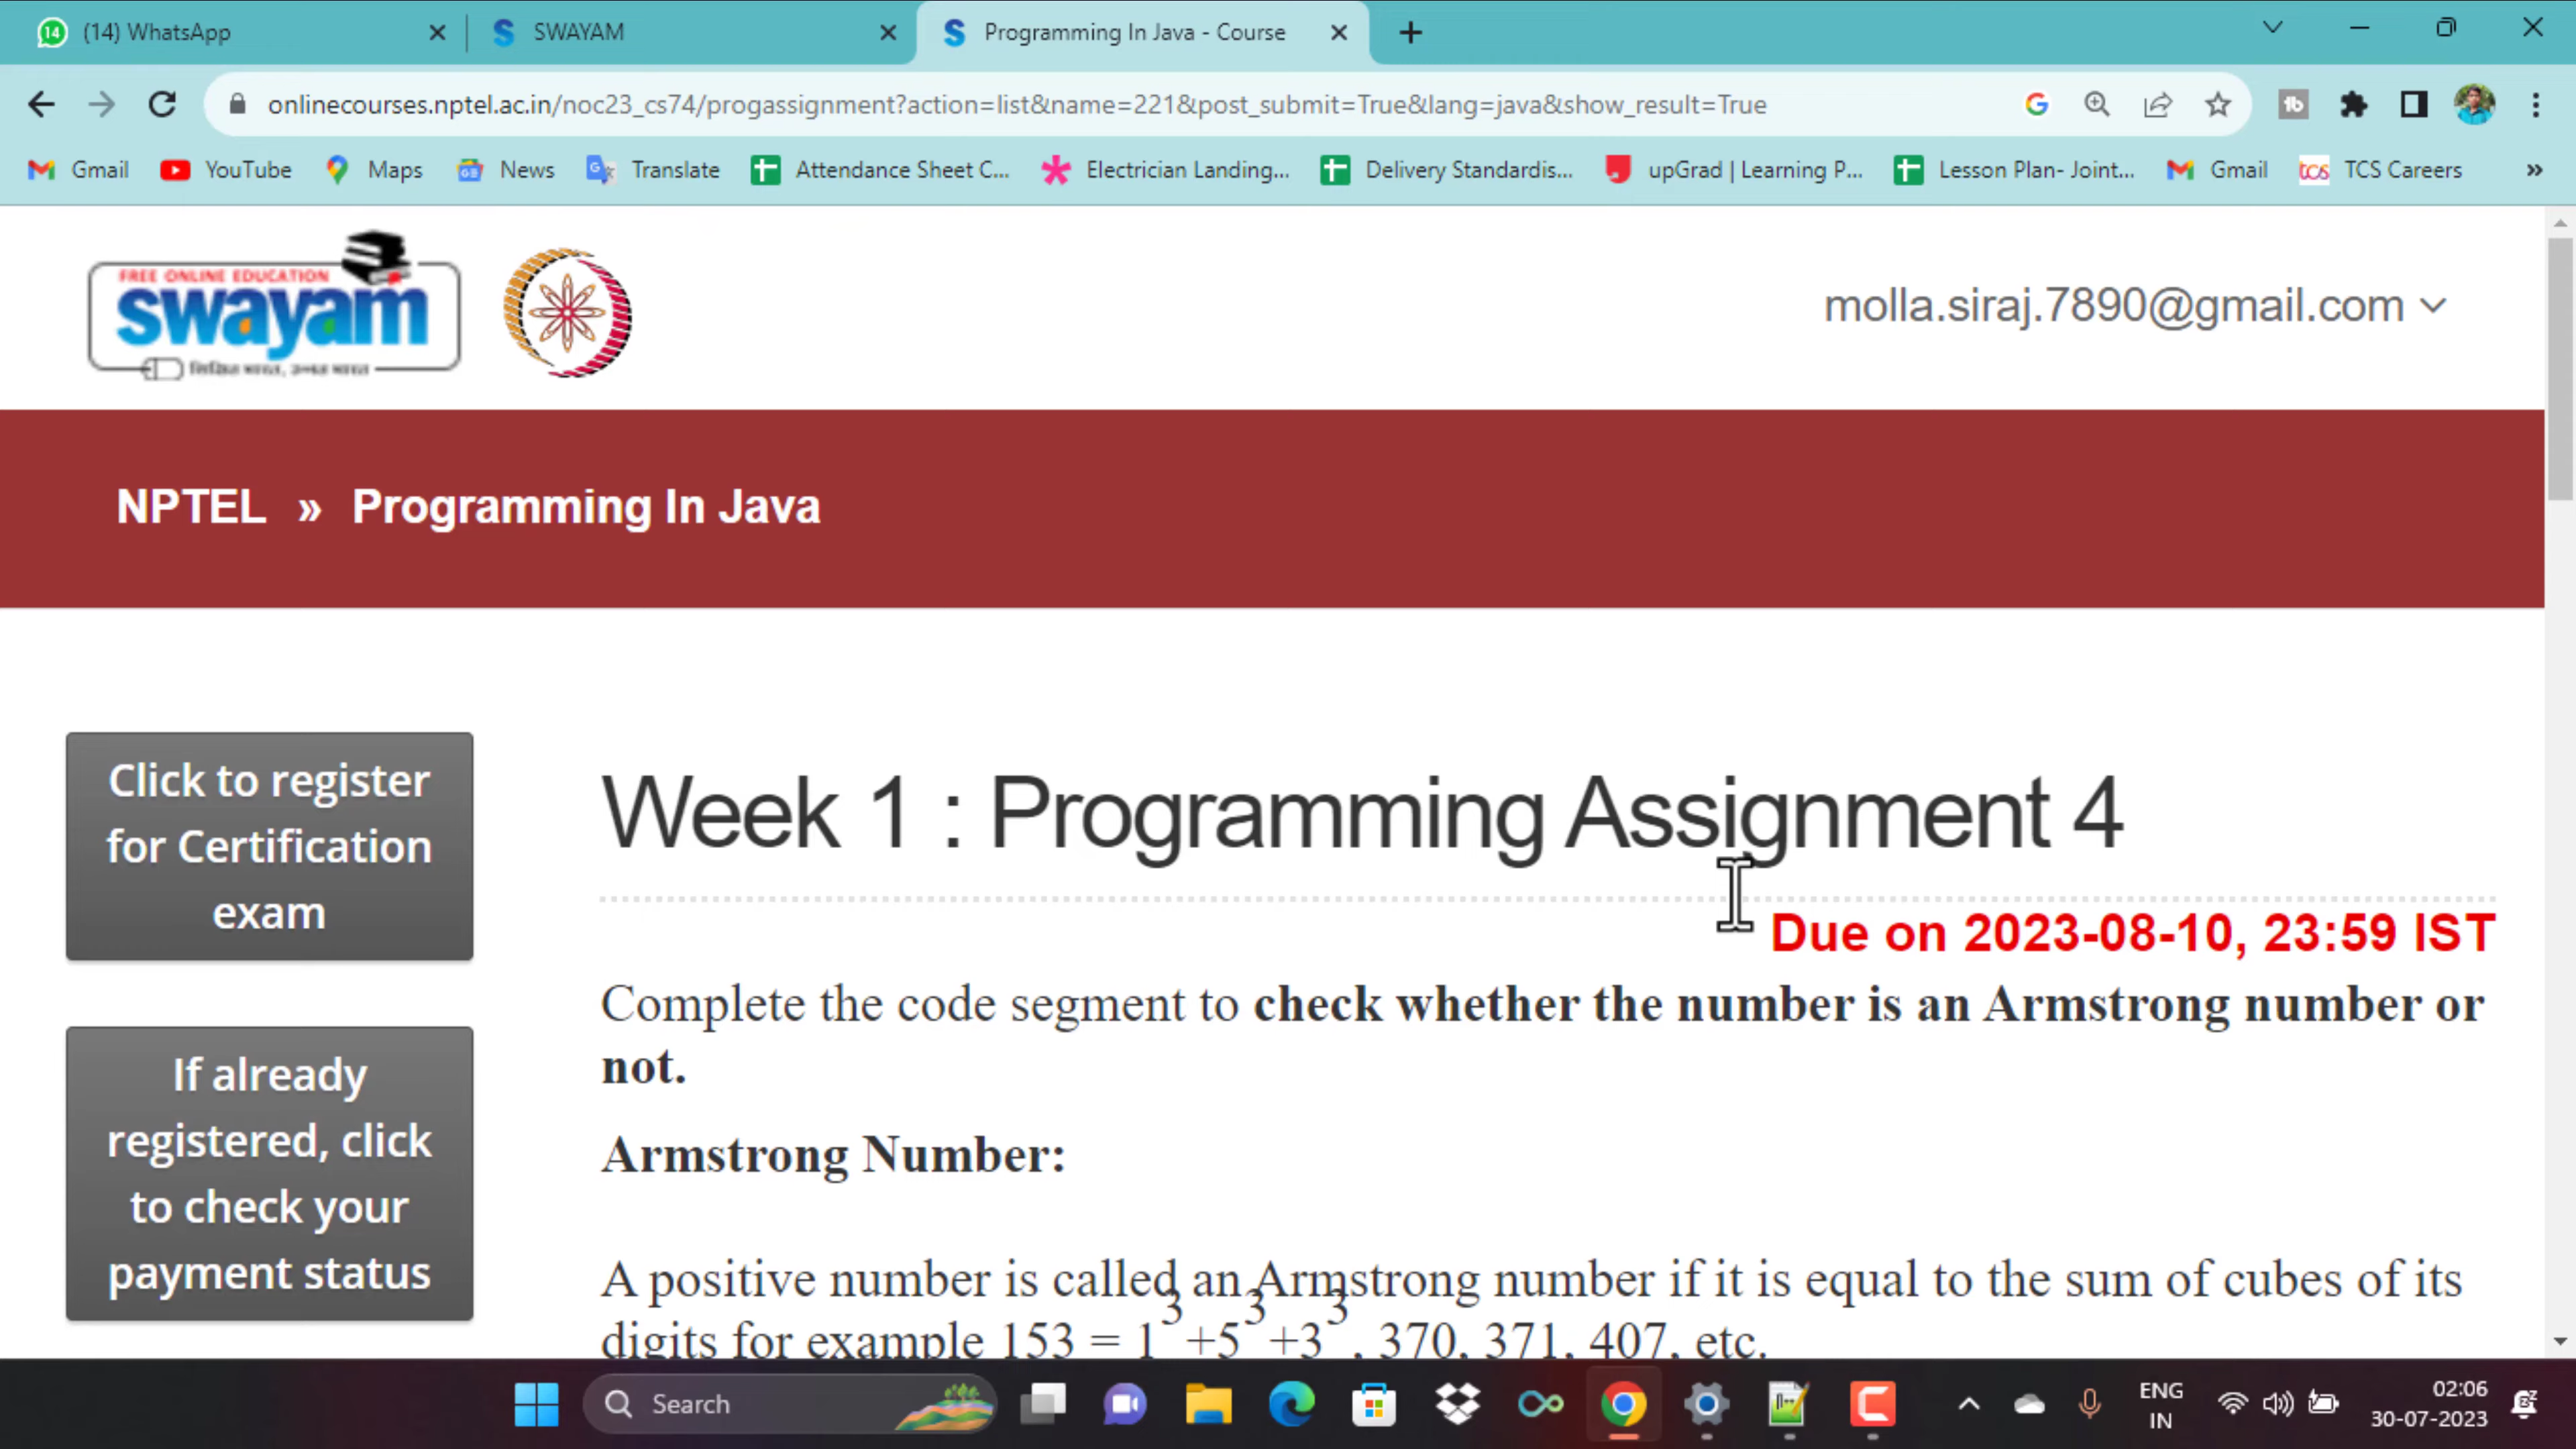 (14) WhatsApp
SWAYAM
Programming In Java - Course
onlinecourses.nptel.ac.in/noc23_cs74/progassignment?action=list&name=221&post_submit=True&lang=java&show_result=True
Gmail
YouTube
Maps
News
Translate
Attendance Sheet C...
Electrician Landing...
Delivery Standardis...
upGrad | Learning P...
Lesson Plan- Joint...
Gmail
TCS Careers
FREE ONLINE EDUCATION
swayam
molla.siraj.7890@gmail.com
NPTEL » Programming In Java
Click to register
for Certification
exam
If already
registered, click
to check your
payment status
Week 1 : Programming Assignment 4
Due on 2023-08-10, 23:59 IST
Complete the code segment to check whether the number is an Armstrong number or
not.
Armstrong Number:
A positive number is called an Armstrong number if it is equal to the sum of cubes of its
digits for example 153 = 1³+5³+3³, 370, 371, 407, etc.
Search
ENG
IN
02:06
30-07-2023